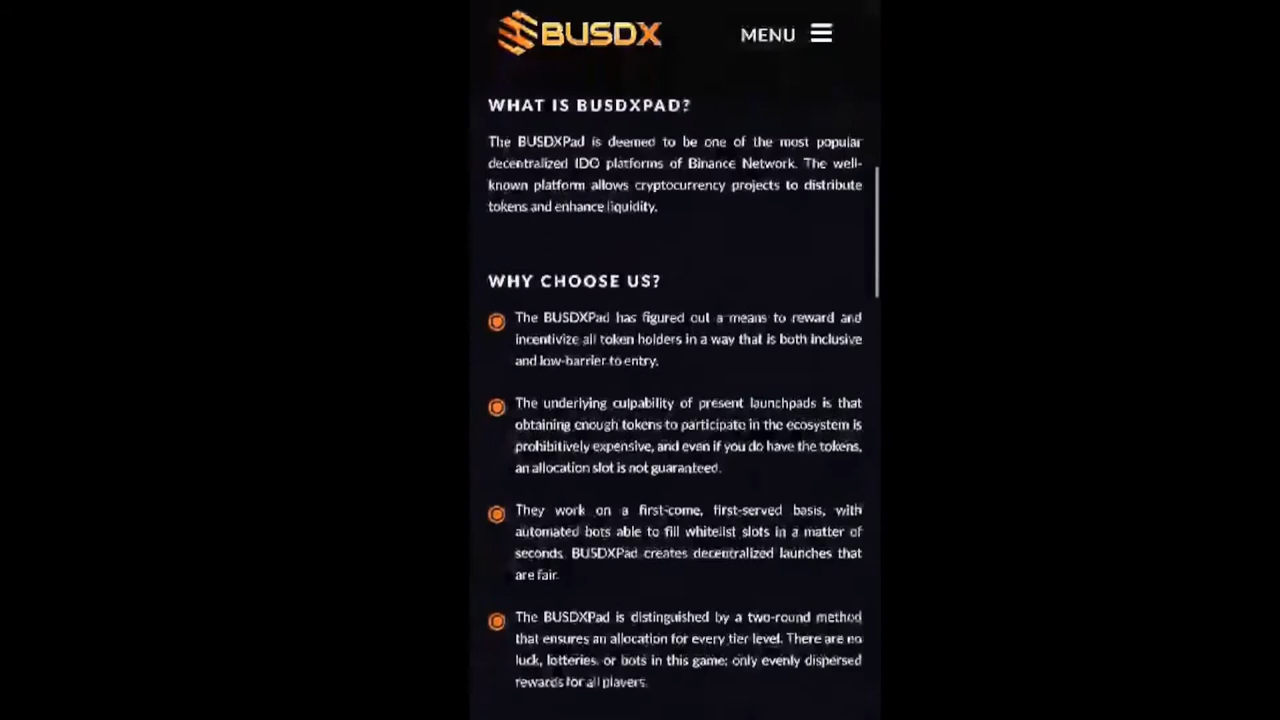 BUSDX
MENU
WHAT IS BUSDXPAD?
The BUSDXPad is deemed to be one of the most popular
decentralized IDO platforms of Binance Network. The well-
known platform allows cryptocurrency projects to distribute
tokens and enhance liquidity.
WHY CHOOSE US?
The BUSDXPad has figured out a means to reward and
incentivize all token holders in a way that is both inclusive
and low-barrier to entry.
The underlying culpability of present launchpads is that
obtaining enough tokens to participate in the ecosystem is
prohibitively expensive, and even if you do have the tokens,
an allocation slot is not guaranteed.
They work on a first-come, first-served basis, with
automated bots able to fill whitelist slots in a matter of
seconds. BUSDXPad creates decentralized launches that
are fair.
The BUSDXPad is distinguished by a two-round method
that ensures an allocation for every tier level. There are no
luck, lotteries, or bots in this game; only evenly dispersed
rewards for all players.